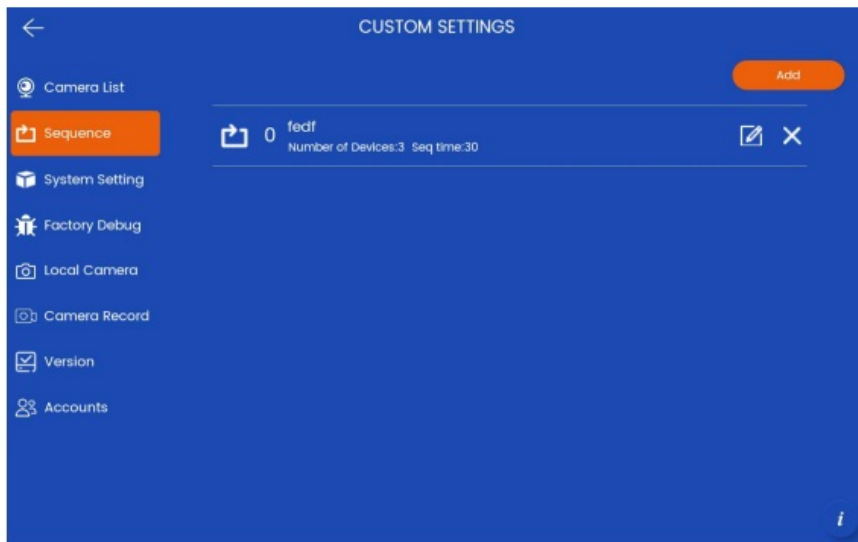 CUSTOM SETTINGS
Add
Camera List
Sequence
System Setting
Factory Debug
Local Camera
Camera Record
Version
Accounts
0 fedf
Number of Devices:3 Seq time:30
i